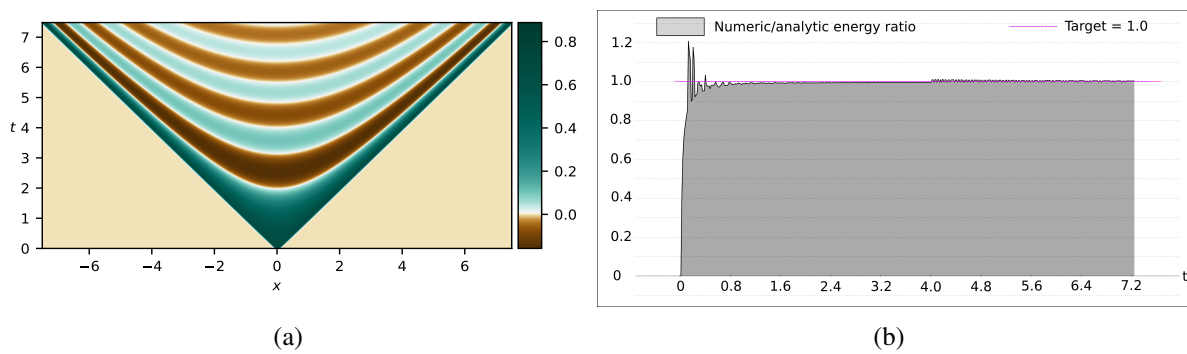 7
6
5
t 4
3
2
1
0
−6 −4 −2 0 2 4 6
x
0.8
0.6
0.4
0.2
0.0
(a)
Numeric/analytic energy ratio Target = 1.0
1.2
1.0
0.8
0.6
0.4
0.2
0
0 0.8 1.6 2.4 3.2 4.0 4.8 5.6 6.4 7.2 t
(b)